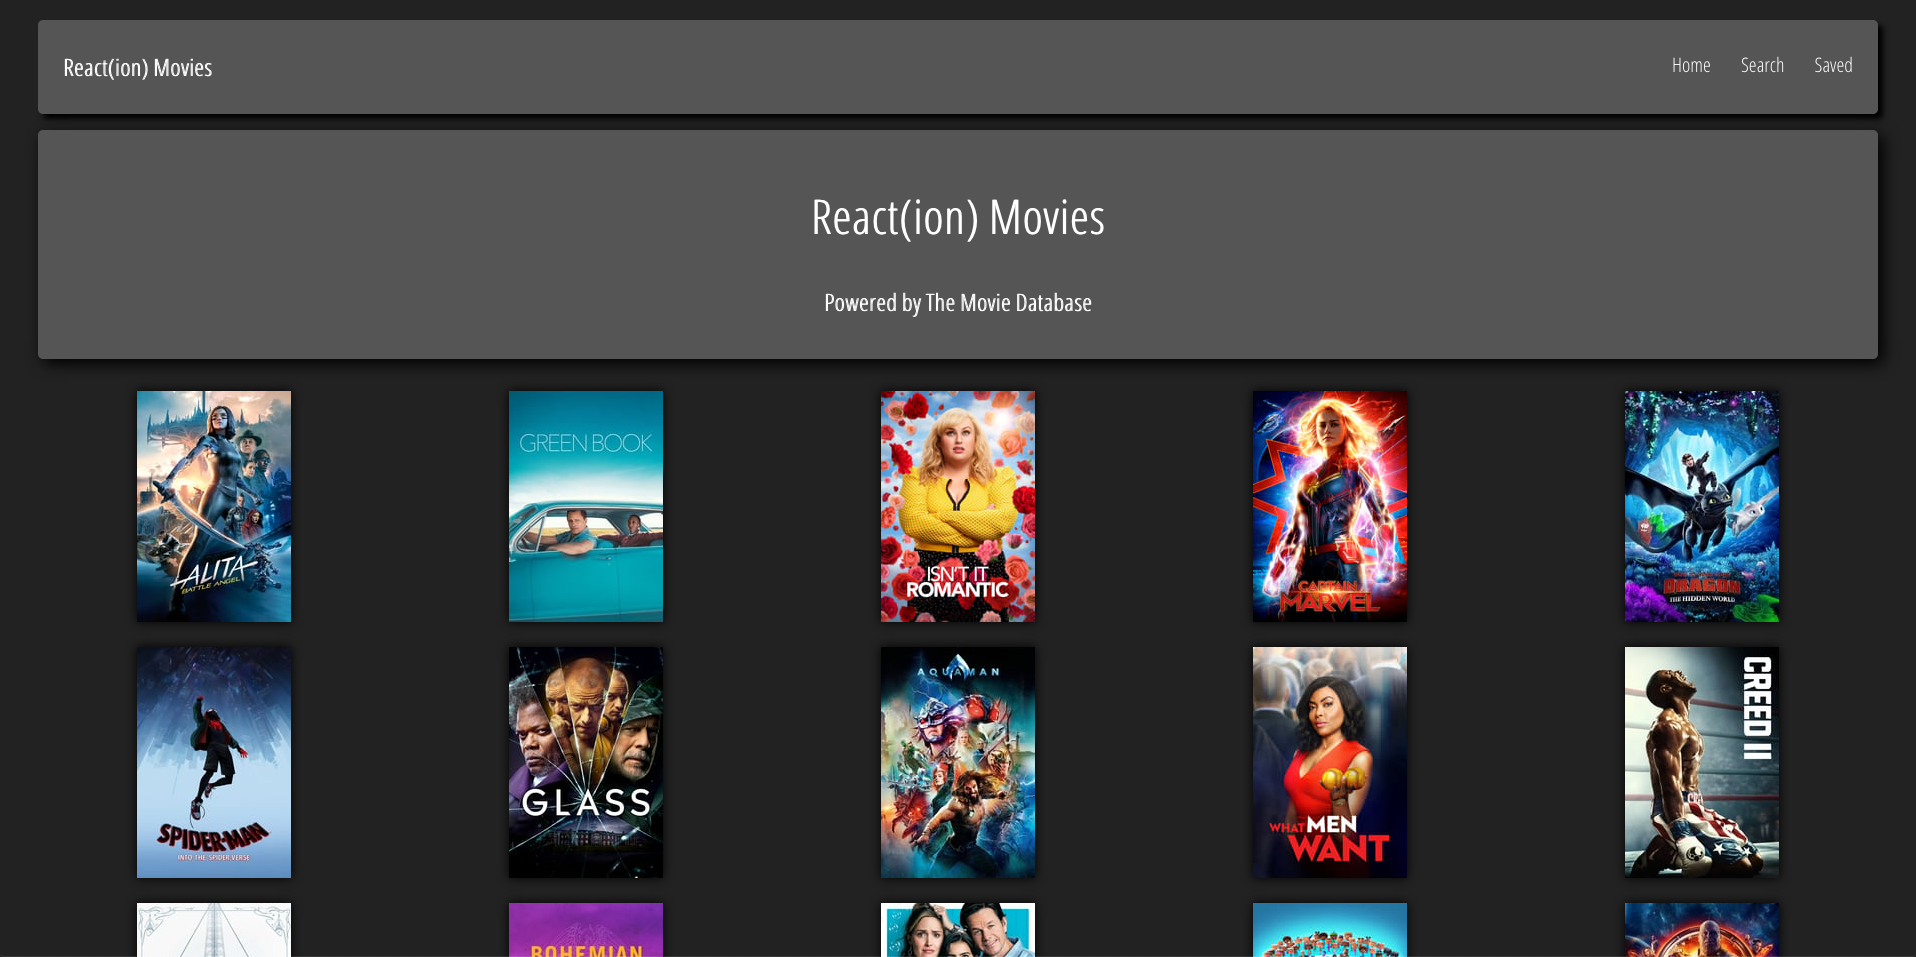 React(ion) Movies
Home
Search
Saved
React(ion) Movies
Powered by The Movie Database
ALITA
BATTLE ANGEL
GREEN BOOK
ISN'T IT
ROMANTIC
CAPTAIN
MARVEL
DRAGON
THE HIDDEN WORLD
SPIDER-MAN
INTO THE SPIDER-VERSE
GLASS
AQUAMAN
WHAT MEN
WANT
CREED II
BOHEMIAN